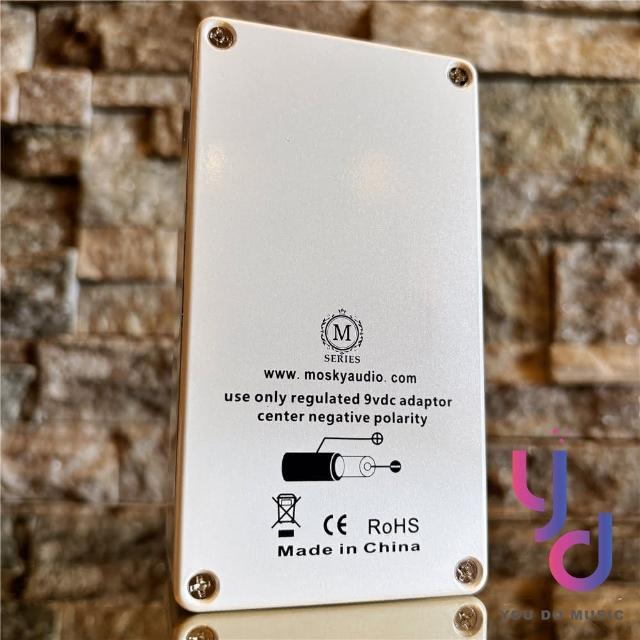 M
SERIES
www. moskyaudio. com
use only regulated 9vdc adaptor
center negative polarity
CE RoHS
Made in China
yd
YOU DO MUSIC